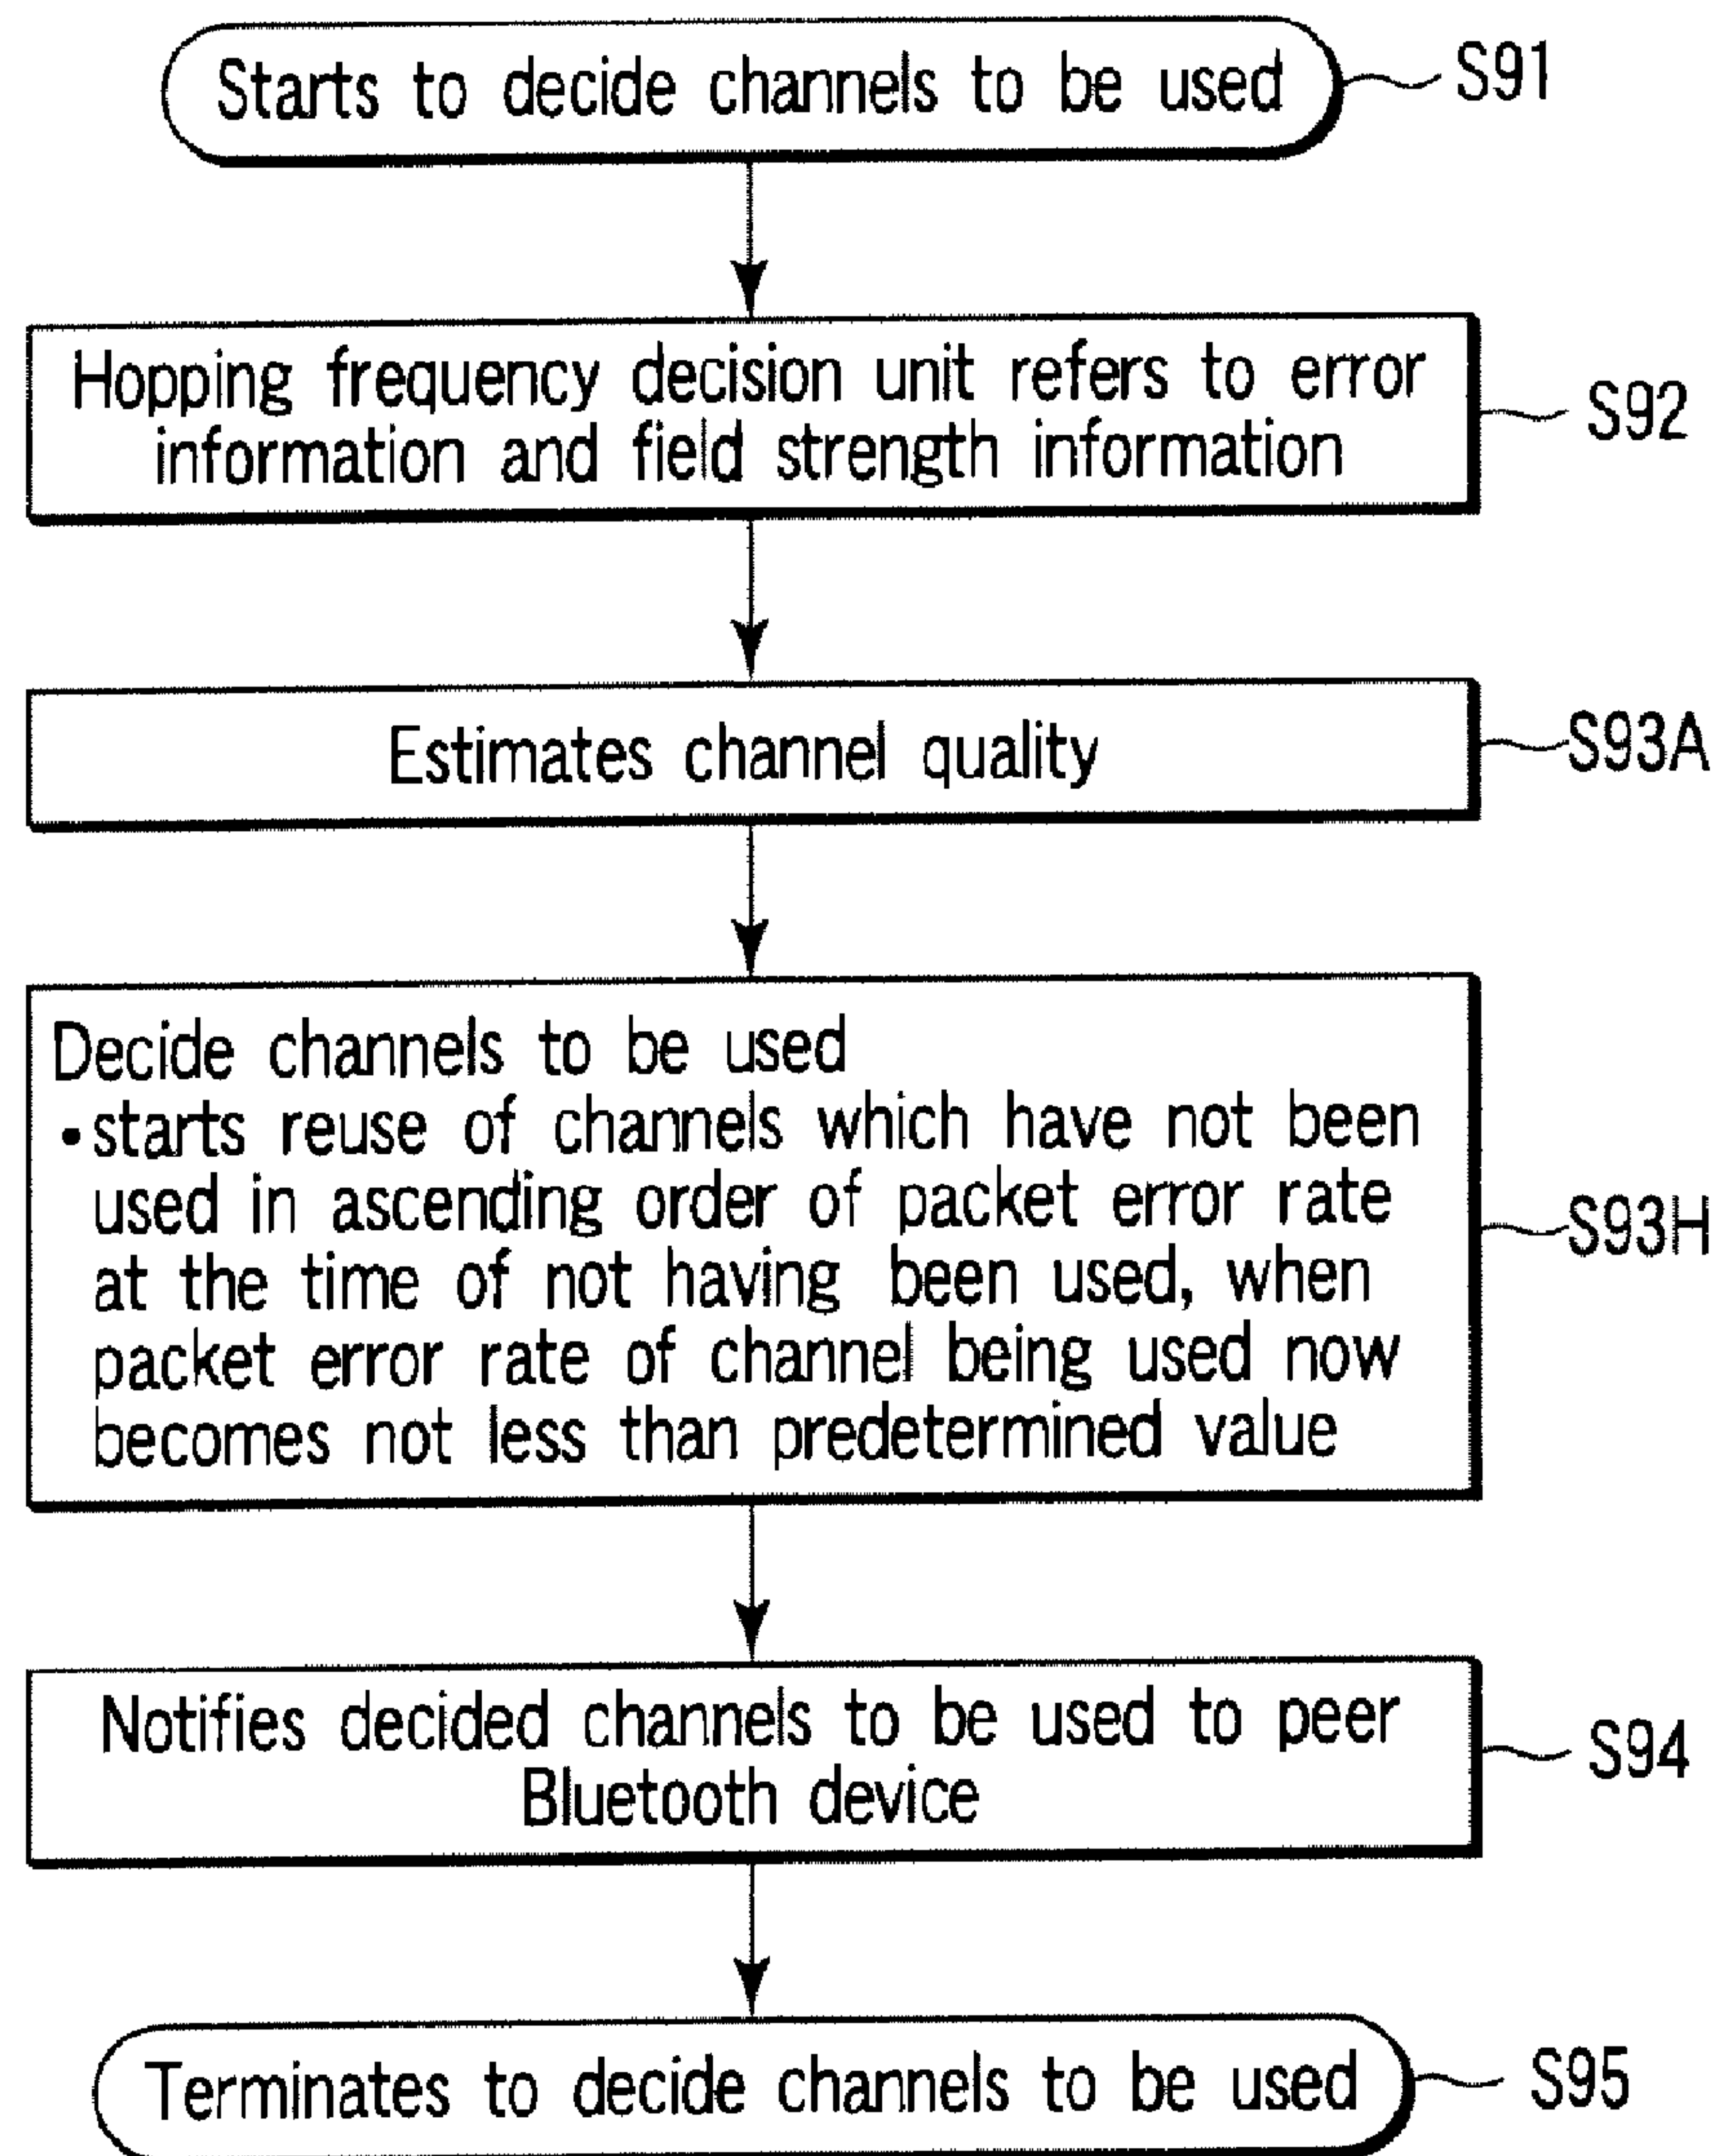 Starts to decide channels to be used
S91
Hopping frequency decision unit refers to error
information and field strength information
S92
Estimates channel quality
S93A
Decide channels to be used
• starts reuse of channels which have not been
used in ascending order of packet error rate
at the time of not having been used, when
packet error rate of channel being used now
becomes not less than predetermined value
S93H
Notifies decided channels to be used to peer
Bluetooth device
S94
Terminates to decide channels to be used
S95